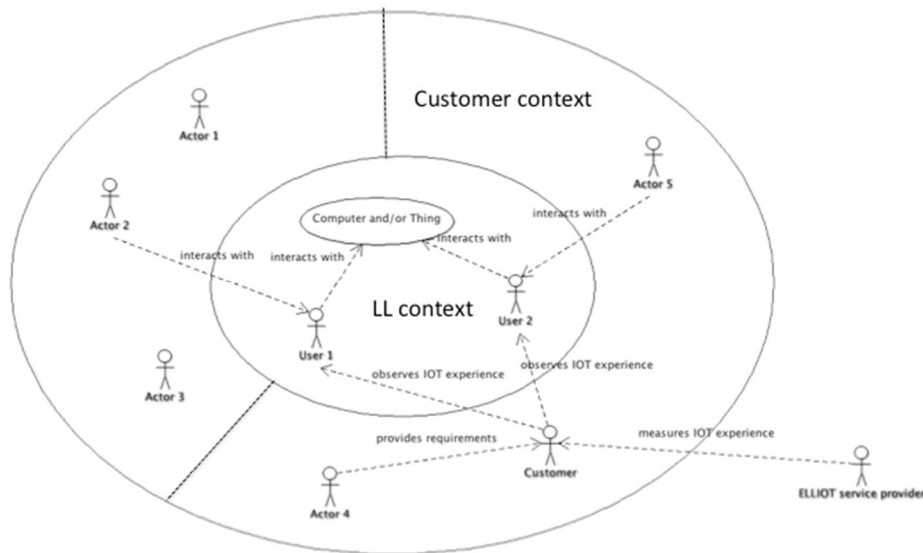 Customer context
Actor 1
Actor 5
Actor 2
Computer and/or Thing
interacts with
interacts with
interacts with
interacts with
LL context
User 2
User 1
observes IOT experience
observes IOT experience
Actor 3
provides requirements
measures IOT experience
Customer
ELLIOT service provider
Actor 4